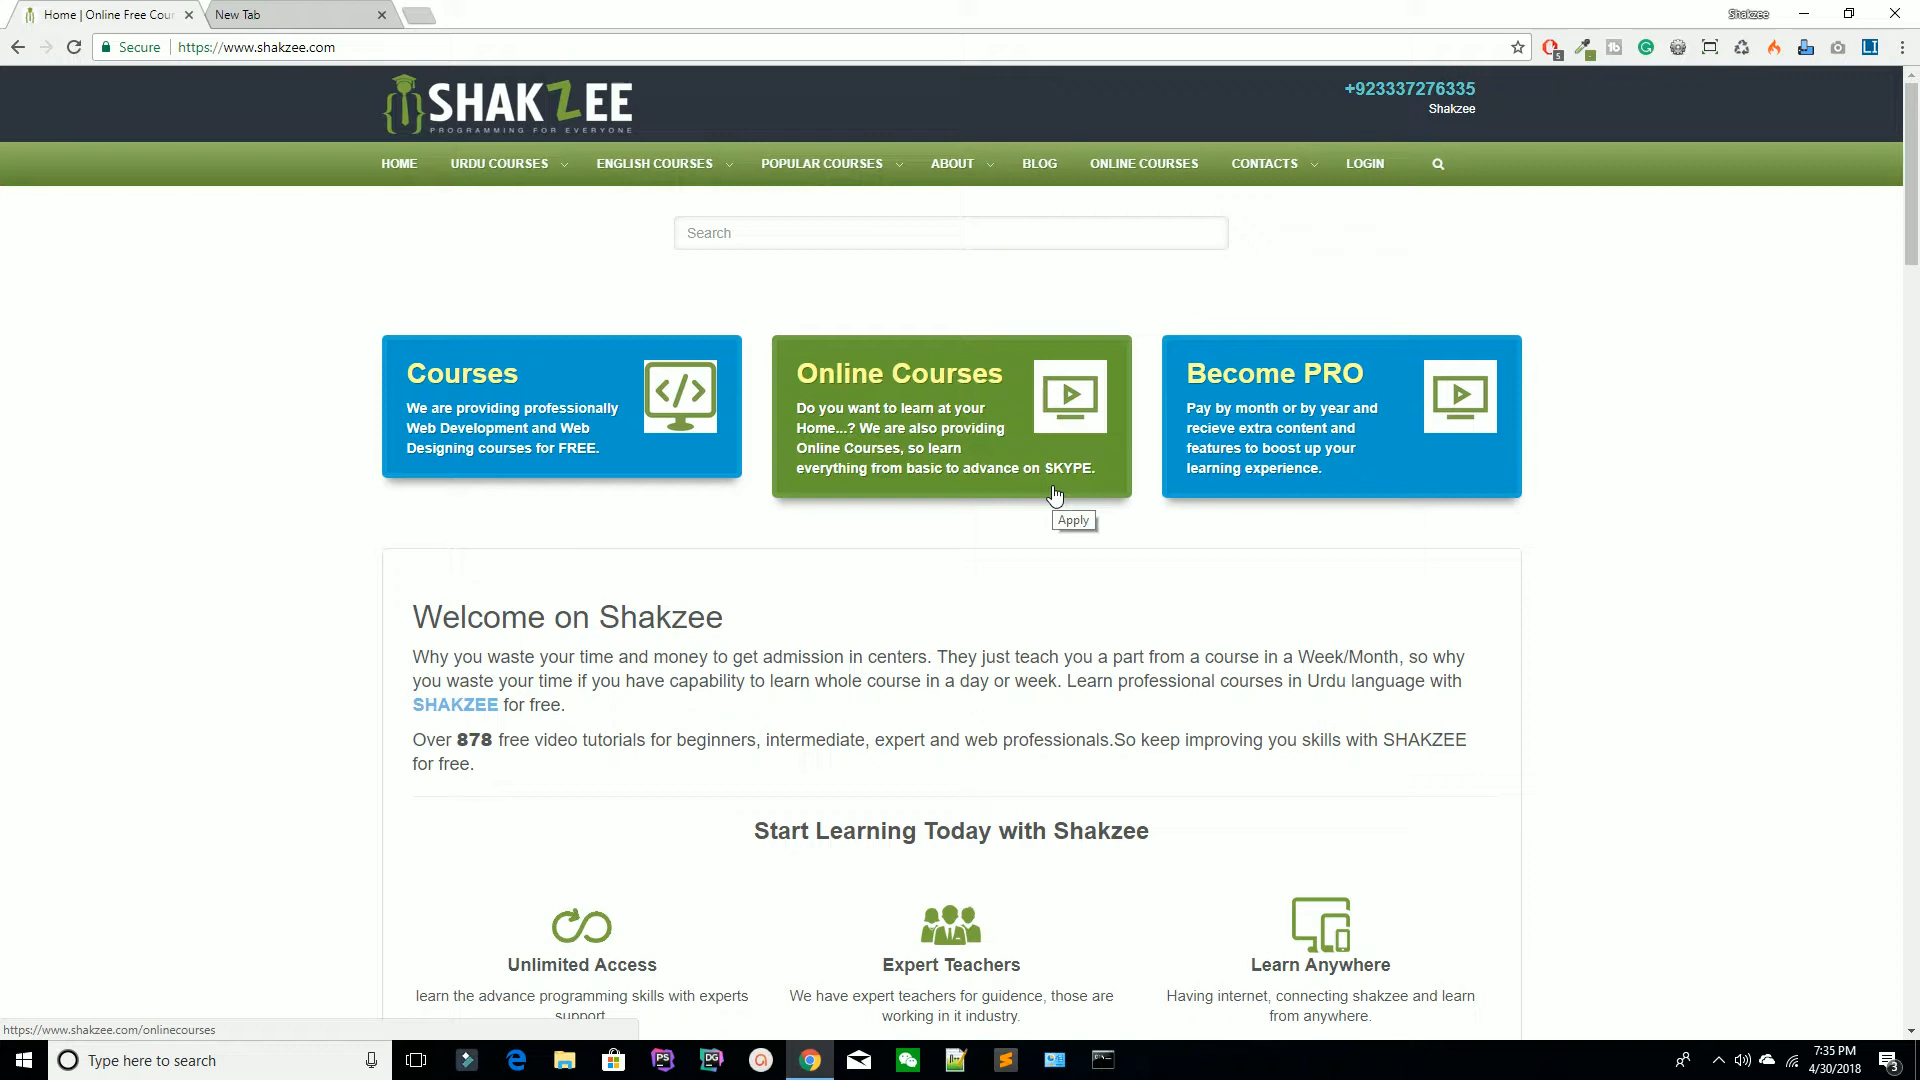 Home | Online Free Cou
New Tab
Shakzee
Secure
https://www.shakzee.com
SHAKZEE
PROGRAMMING FOR EVERYONE
+923337276335
Shakzee
HOME
URDU COURSES
ENGLISH COURSES
POPULAR COURSES
ABOUT
BLOG
ONLINE COURSES
CONTACTS
LOGIN
Search
Courses
We are providing professionally
Web Development and Web
Designing courses for FREE.
Online Courses
Do you want to learn at your
Home...? We are also providing
Online Courses, so learn
everything from basic to advance on SKYPE.
Apply
Become PRO
Pay by month or by year and
recieve extra content and
features to boost up your
learning experience.
Welcome on Shakzee
Why you waste your time and money to get admission in centers. They just teach you a part from a course in a Week/Month, so why
you waste your time if you have capability to learn whole course in a day or week. Learn professional courses in Urdu language with
SHAKZEE for free.
Over 878 free video tutorials for beginners, intermediate, expert and web professionals.So keep improving you skills with SHAKZEE
for free.
Start Learning Today with Shakzee
Unlimited Access
learn the advance programming skills with experts
support
Expert Teachers
We have expert teachers for guidance, those are
working in it industry.
Learn Anywhere
Having internet, connecting shakzee and learn
from anywhere.
https://www.shakzee.com/onlinecourses
Type here to search
PS
DG
7:35 PM
4/30/2018
3